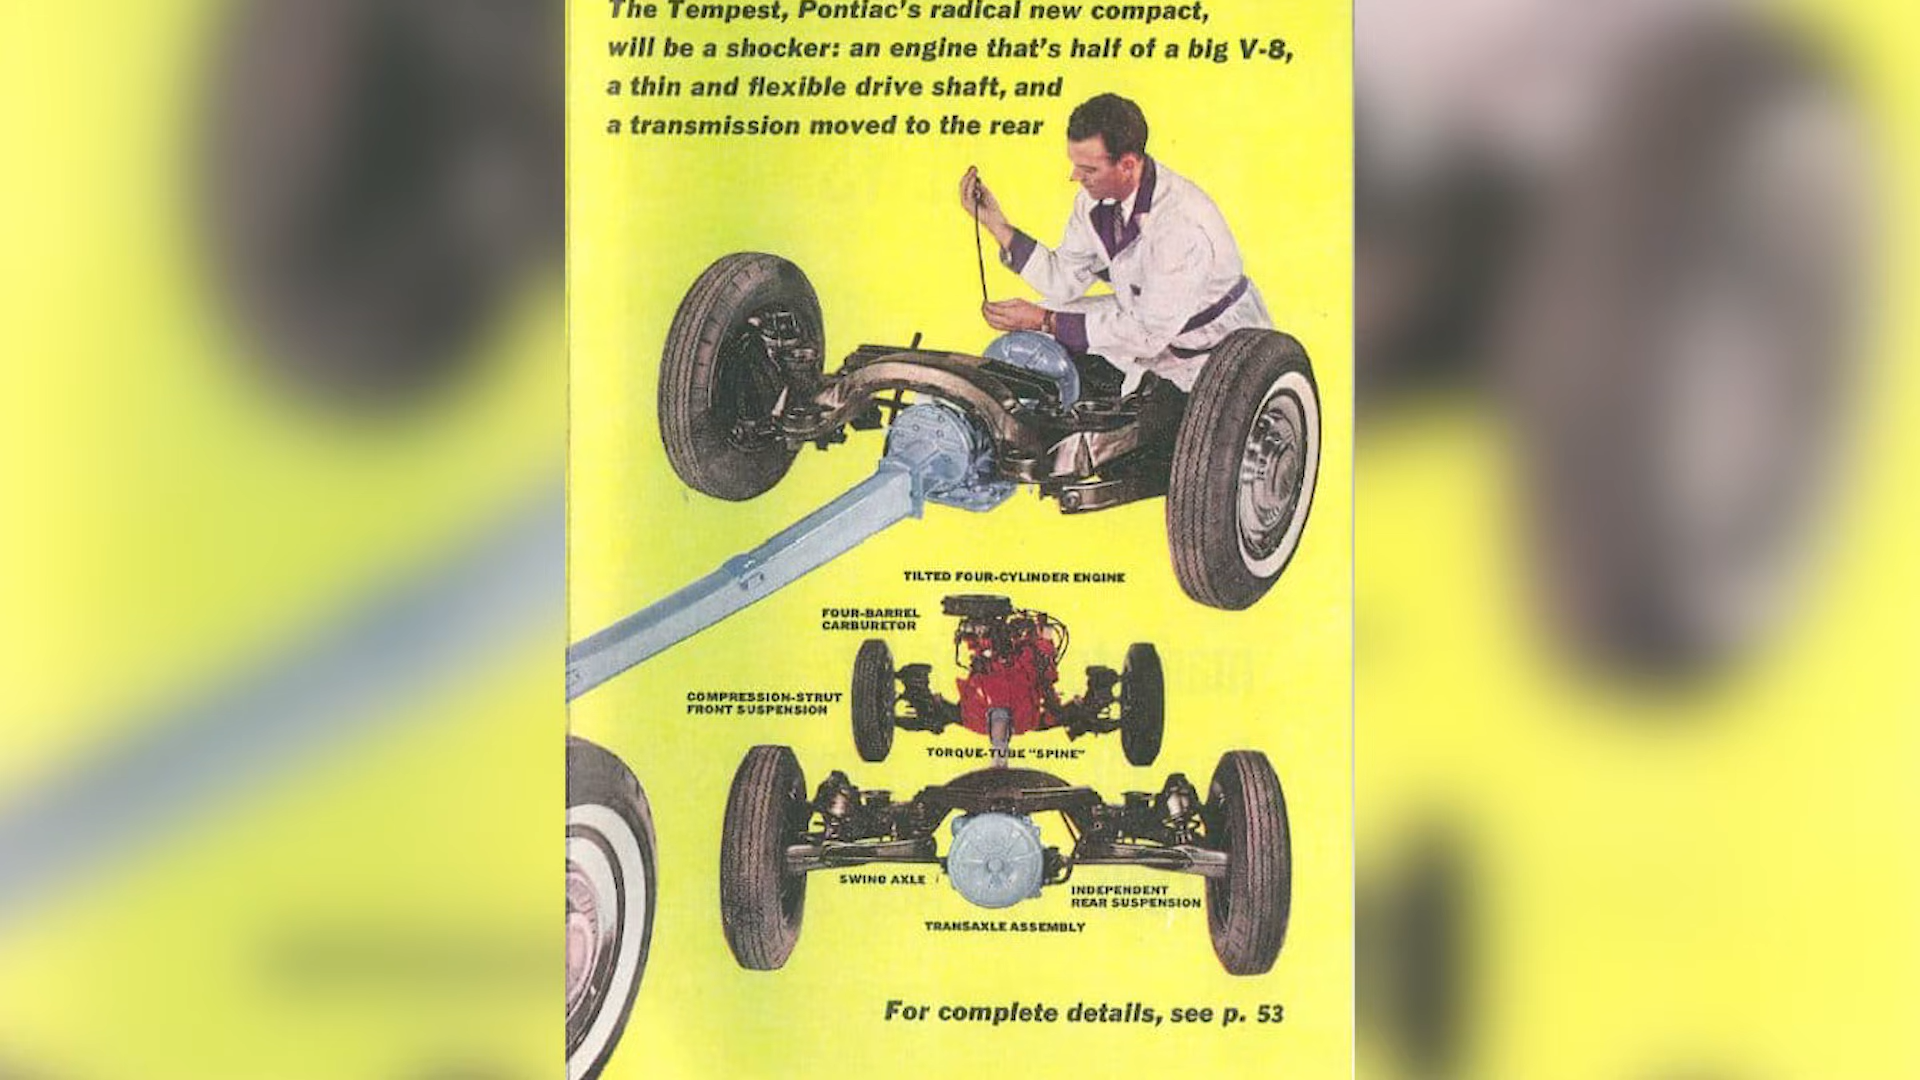 The Tempest, Pontiac's radical new compact,
will be a shocker: an engine that's half of a big V-8,
a thin and flexible drive shaft, and
a transmission moved to the rear
TILTED FOUR-CYLINDER ENGINE
FOUR-BARREL
CARBURETOR
COMPRESSION-STRUT
FRONT SUSPENSION
TORQUE-TUBE "SPINE"
SWING AXLE
INDEPENDENT
REAR SUSPENSION
TRANSAXLE ASSEMBLY
For complete details, see p. 53